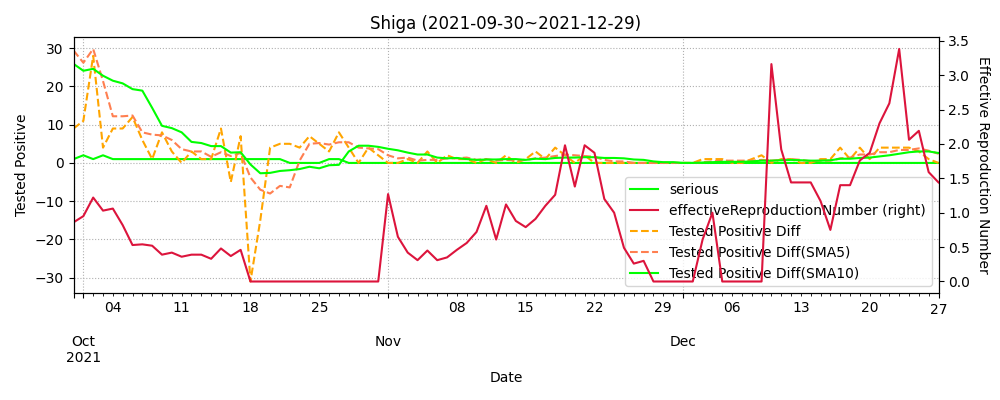 Shiga (2021-09-30~2021-12-29)
30
20
10
0
−10
−20
−30
Tested Positive
3.5
3.0
2.5
2.0
1.5
1.0
0.5
0.0
Effective Reproduction Number
serious
effectiveReproductionNumber (right)
Tested Positive Diff
Tested Positive Diff(SMA5)
Tested Positive Diff(SMA10)
04 11 18 25 08 15 22 29 06 13 20 27
Oct Nov Dec
2021
Date